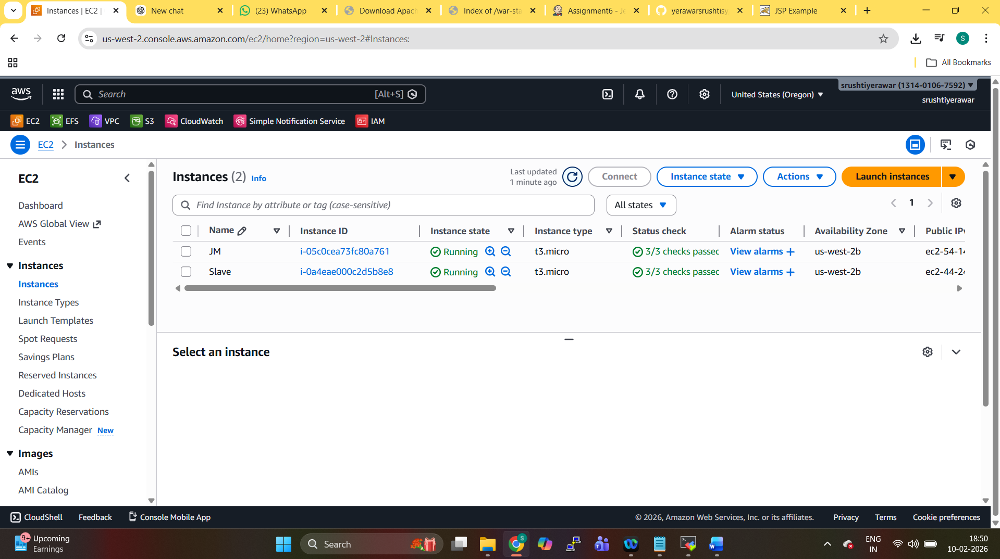 Instances | EC2 |
New chat
(23) WhatsApp
Download Apach
Index of /war-sta
Assignment6 - Je
yerawarsrushtisy
JSP Example
us-west-2.console.aws.amazon.com/ec2/home?region=us-west-2#Instances:
S
All Bookmarks
aws
Search
[Alt+S]
United States (Oregon)
srushtiyerawar (1314-0106-7592)
srushtiyerawar
EC2
EFS
VPC
S3
CloudWatch
Simple Notification Service
IAM
EC2
Instances
EC2
Dashboard
AWS Global View
Events
Instances
Instances
Instance Types
Launch Templates
Spot Requests
Savings Plans
Reserved Instances
Dedicated Hosts
Capacity Reservations
Capacity Manager New
Images
AMIs
AMI Catalog
Instances (2) Info
Last updated
1 minute ago
Connect
Instance state
Actions
Launch instances
Find Instance by attribute or tag (case-sensitive)
All states
1
Name Instance ID Instance state Instance type Status check Alarm status Availability Zone Public IPv
JM i-05c0cea73fc80a761 Running t3.micro 3/3 checks passec View alarms + us-west-2b ec2-54-14
Slave i-0a4eae000c2d5b8e8 Running t3.micro 3/3 checks passec View alarms + us-west-2b ec2-44-24
Select an instance
CloudShell
Feedback
Console Mobile App
© 2026, Amazon Web Services, Inc. or its affiliates.
Privacy
Terms
Cookie preferences
9+
Upcoming
Earnings
Search
S
ENG
IN
18:50
10-02-2026